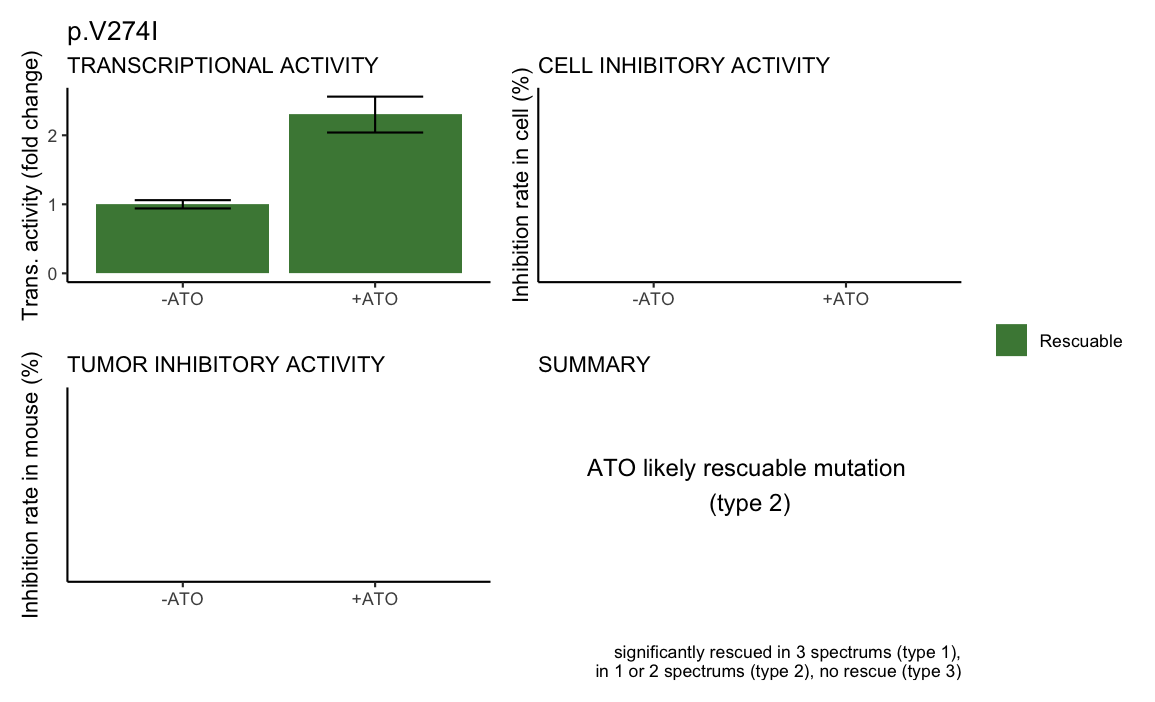 p.V274I
TRANSCRIPTIONAL ACTIVITY
Trans. activity (fold change)
2
1
0
-ATO
+ATO
CELL INHIBITORY ACTIVITY
Inhibition rate in cell (%)
-ATO
+ATO
Rescuable
TUMOR INHIBITORY ACTIVITY
Inhibition rate in mouse (%)
-ATO
+ATO
SUMMARY
ATO likely rescuable mutation
(type 2)
significantly rescued in 3 spectrums (type 1),
in 1 or 2 spectrums (type 2), no rescue (type 3)